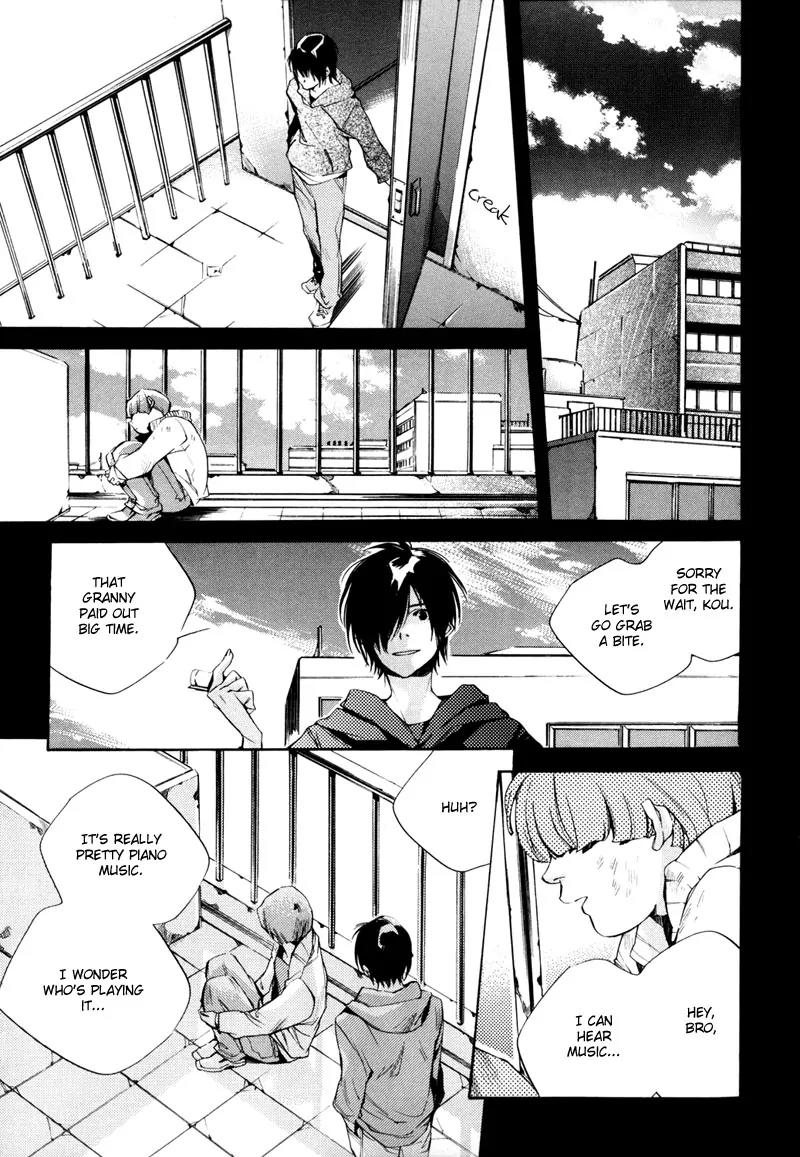 creak
SORRY
FOR THE
WAIT, KOU.
LET'S
GO GRAB
A BITE.
THAT
GRANNY
PAID OUT
BIG TIME.
HEY,
BRO,
I CAN
HEAR
MUSIC...
HUH?
IT'S REALLY
PRETTY PIANO
MUSIC.
I WONDER
WHO'S PLAYING
IT...